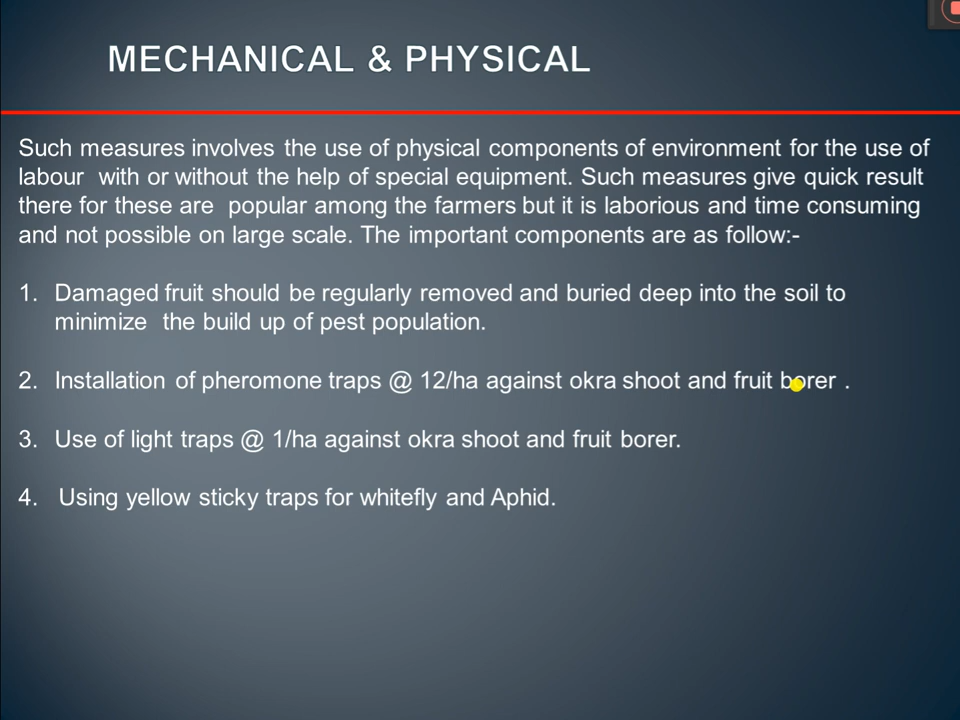 MECHANICAL & PHYSICAL
Such measures involves the use of physical components of environment for the use of
labour with or without the help of special equipment. Such measures give quick result
there for these are popular among the farmers but it is laborious and time consuming
and not possible on large scale. The important components are as follow:-
1. Damaged fruit should be regularly removed and buried deep into the soil to
minimize the build up of pest population.
2. Installation of pheromone traps @ 12/ha against okra shoot and fruit borer .
3. Use of light traps @ 1/ha against okra shoot and fruit borer.
4. Using yellow sticky traps for whitefly and Aphid.